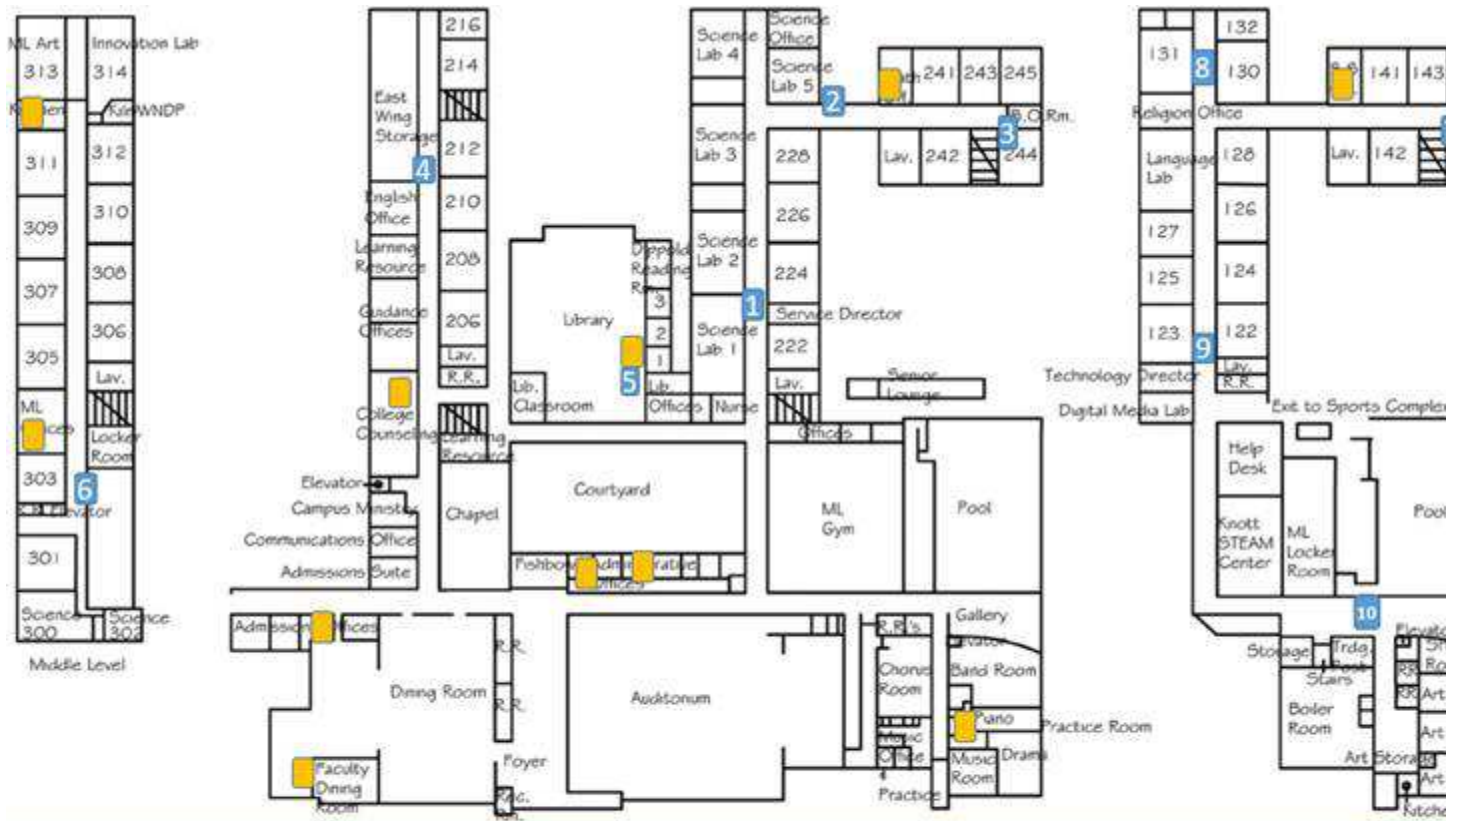 ML Art
313
Innovation Lab
314
WNDP
311
312
309
310
307
308
305
306
Lav.
ML
Locker
Room
303
6
Elevator
301
Science
300
Science
302
Middle Level
216
214
East
Wing
Storage
212
4
English
Office
210
Learning
Resource
208
Guidance
Offices
206
Lav.
R.R.
College
Counseling
Learning
Resource
Elevator
Campus Ministry
Chapel
Communications Office
Admissions Suite
Library
Reading
3
2
1
5
Lib.
Classroom
Lib.
Offices
Nurse
Courtyard
Offices
Dining Room
R.R.
R.R.
Foyer
Faculty
Dining
Room
Auditorium
Science
Lab 4
Science
Office
Science
Lab 5
2
241
243
245
3
Science
Lab 3
228
Lav.
242
244
226
Science
Lab 2
224
1
Service Director
Science
Lab 1
222
Lav.
Senior
Lounge
Offices
ML
Gym
Pool
R.R.'s
Gallery
Chorus
Room
Band Room
Piano
Practice Room
Music
Office
Music
Room
Drama
Practice
131
132
8
130
141
143
Religion Office
Language
Lab
128
Lav.
142
127
126
125
124
123
122
9
Lav.
R.R.
Technology Director
Digital Media Lab
Exit to Sports Complex
Help
Desk
Knott
STEAM
Center
ML
Locker
Room
Pool
10
Storage
Trdg.
Post
Stairs
RR
RR
Art
Boiler
Room
Art
Art Storage
Art